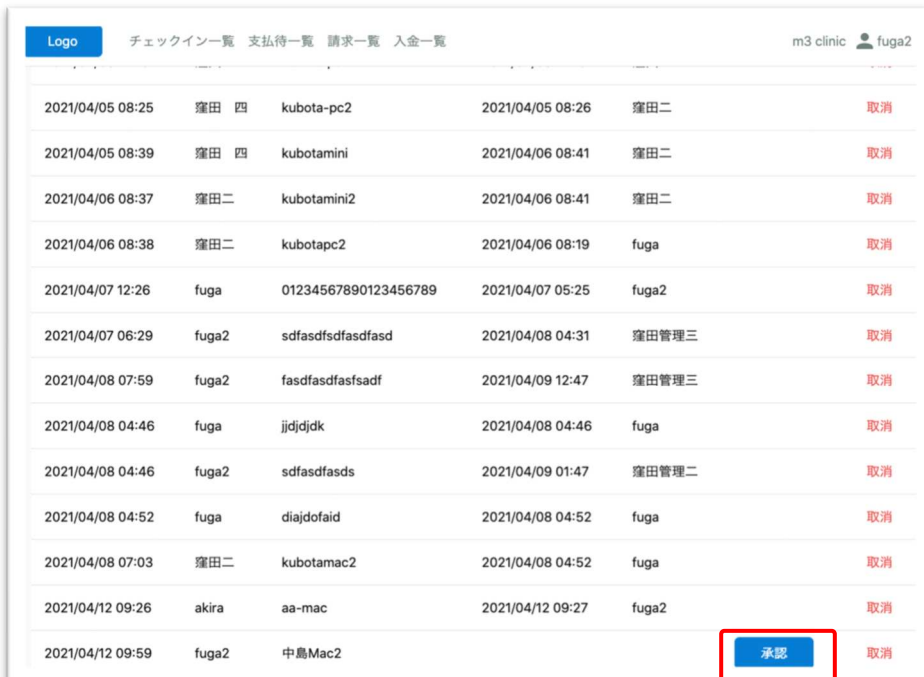 Logo チェックイン一覧 支払待一覧 請求一覧 入金一覧 m3 clinic fuga2
2021/04/05 08:25 窪田　四 kubota-pc2 2021/04/05 08:26 窪田二 取消
2021/04/05 08:39 窪田　四 kubotamini 2021/04/06 08:41 窪田二 取消
2021/04/06 08:37 窪田二 kubotamini2 2021/04/06 08:41 窪田二 取消
2021/04/06 08:38 窪田二 kubotapc2 2021/04/06 08:19 fuga 取消
2021/04/07 12:26 fuga 01234567890123456789 2021/04/07 05:25 fuga2 取消
2021/04/07 06:29 fuga2 sdfasdfsdfasdfasd 2021/04/08 04:31 窪田管理三 取消
2021/04/08 07:59 fuga2 fasdfasdfasfsadf 2021/04/09 12:47 窪田管理三 取消
2021/04/08 04:46 fuga jjdjdjdk 2021/04/08 04:46 fuga 取消
2021/04/08 04:46 fuga2 sdfasdfasds 2021/04/09 01:47 窪田管理二 取消
2021/04/08 04:52 fuga diajdofaid 2021/04/08 04:52 fuga 取消
2021/04/08 07:03 窪田二 kubotamac2 2021/04/08 04:52 fuga 取消
2021/04/12 09:26 akira aa-mac 2021/04/12 09:27 fuga2 取消
2021/04/12 09:59 fuga2 中島Mac2 承認 取消